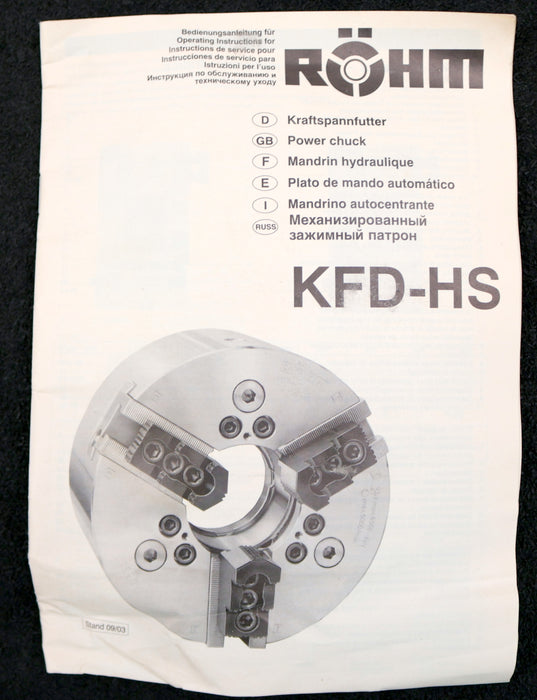 Bedienungsanleitung für
Operating Instructions for
Instructions de service pour
Instrucciones de servicio para
Istruzioni per l'uso
Инструкция по обслуживанию и
техническому уходу
RÖHM
D Kraftspannfutter
GB Power chuck
F Mandrin hydraulique
E Plato de mando automático
I Mandrino autocentrante
RUSS Механизированный
зажимный патрон
KFD-HS
Stand 09/03